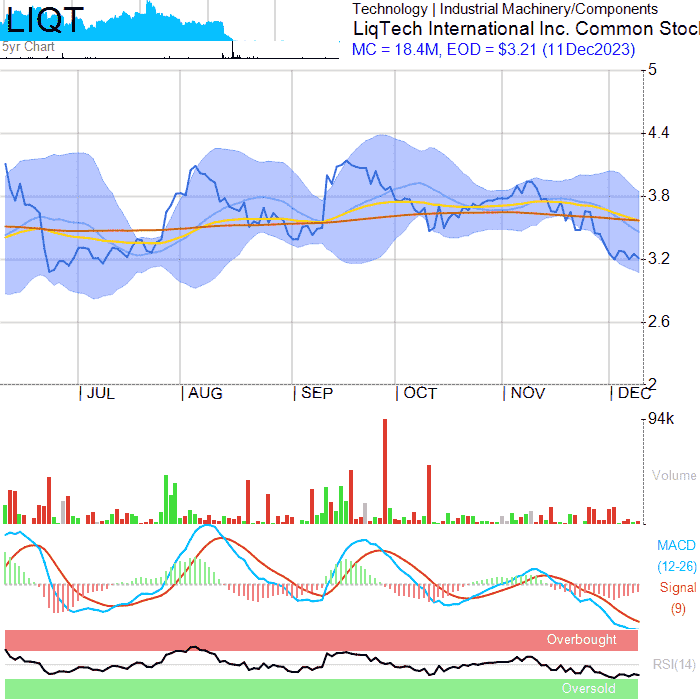 LIQT
5yr Chart
Technology | Industrial Machinery/Components
LiqTech International Inc. Common Stoc
MC = 18.4M, EOD = $3.21 (11Dec2023)
5
4.4
3.8
3.2
2.6
2
| JUL | AUG | SEP | OCT | NOV | DEC
94k
Volume
MACD
(12-26)
Signal
(9)
Overbought
RSI(14)
Oversold